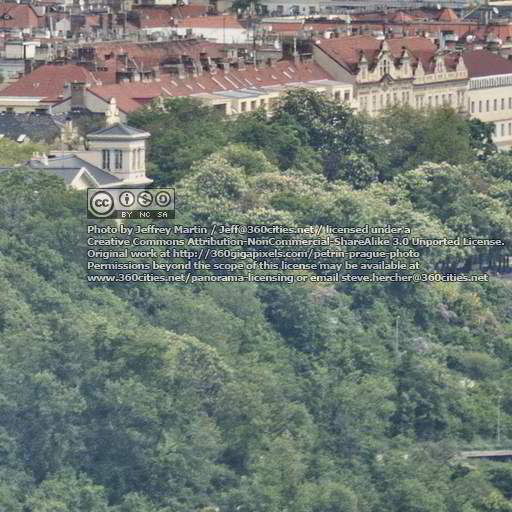 cc BY NC SA
Photo by Jeffrey Martin / Jeff@360cities.net / licensed under a
Creative Commons Attribution-NonCommercial-ShareAlike 3.0 Unported License.
Original work at http://360gigapixels.com/petrin-prague-photo
Permissions beyond the scope of this license may be available at
www.360cities.net/panorama-licensing or email steve.hercher@360cities.net